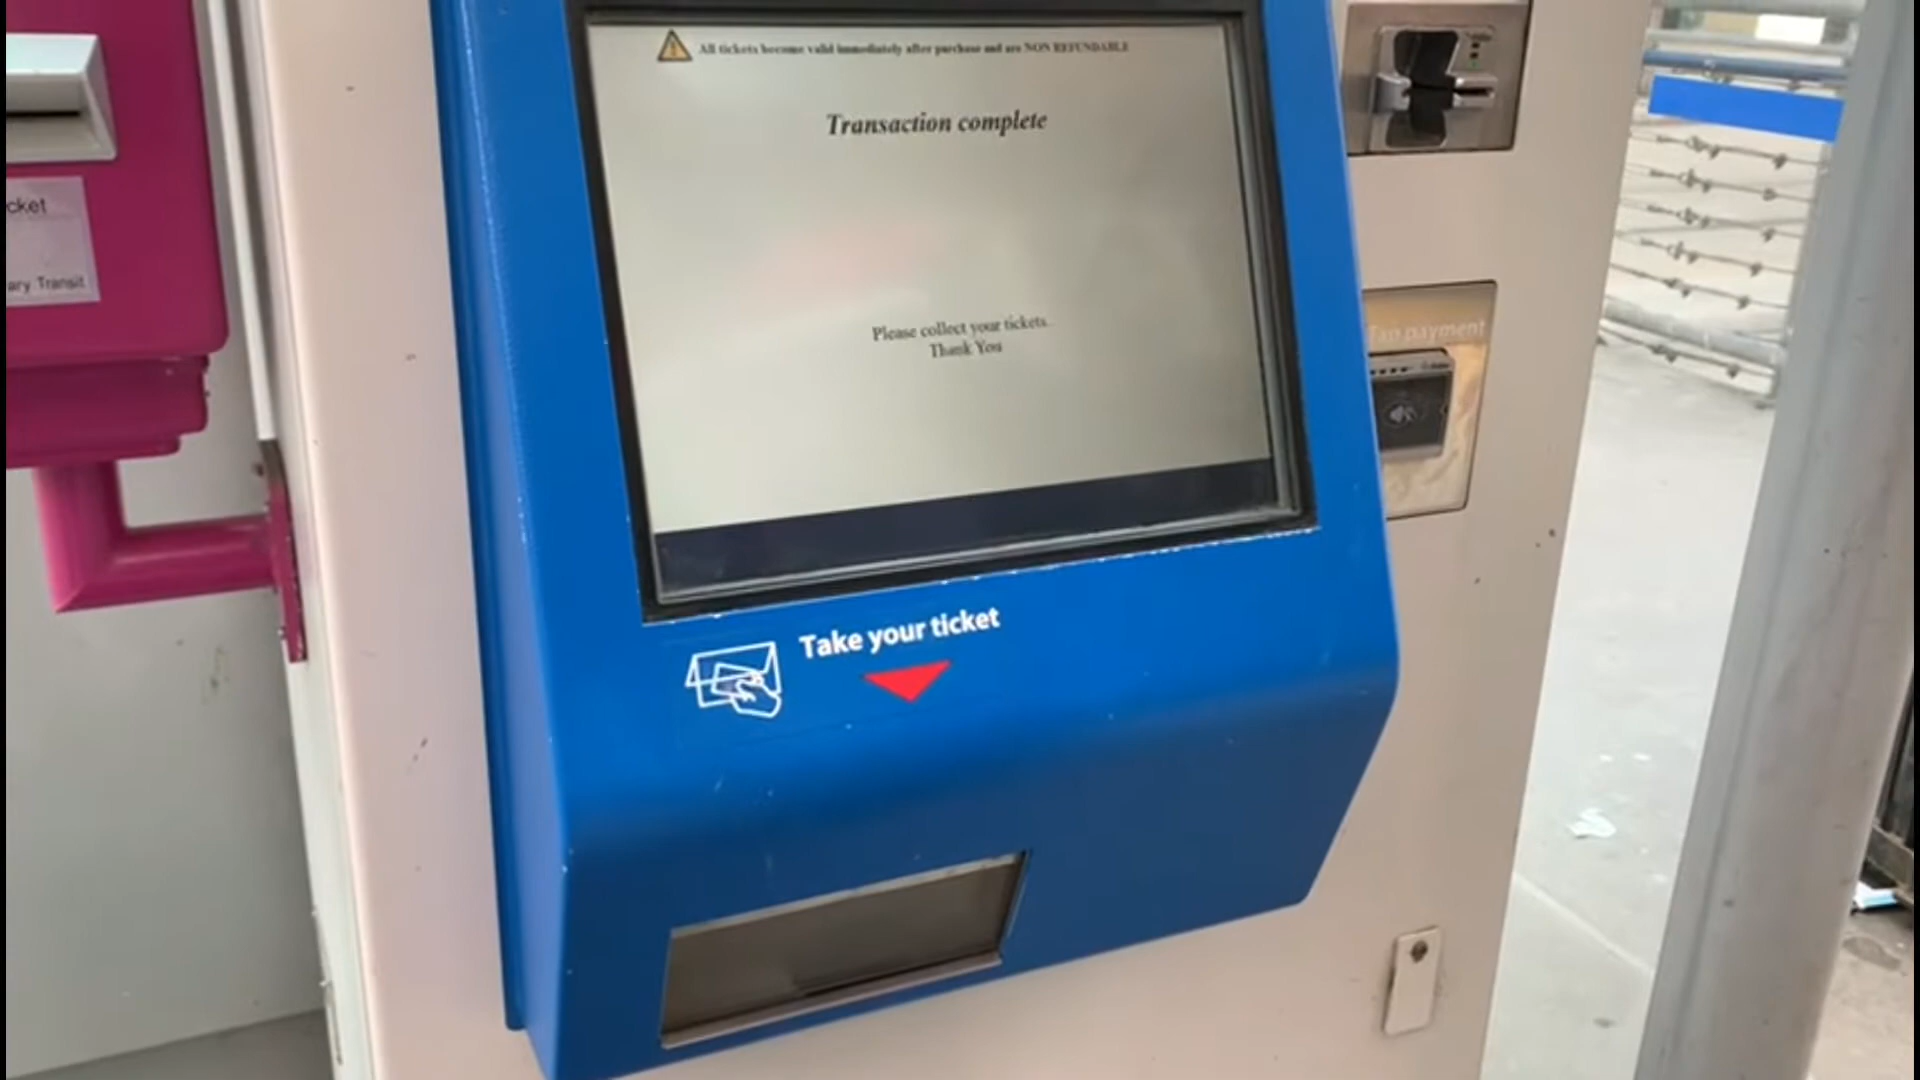 All tickets become valid immediately after purchase and are NON REFUNDABLE
Transaction complete
Please collect your tickets.
Thank You
Take your ticket
Tap payment
cket
ary Transit